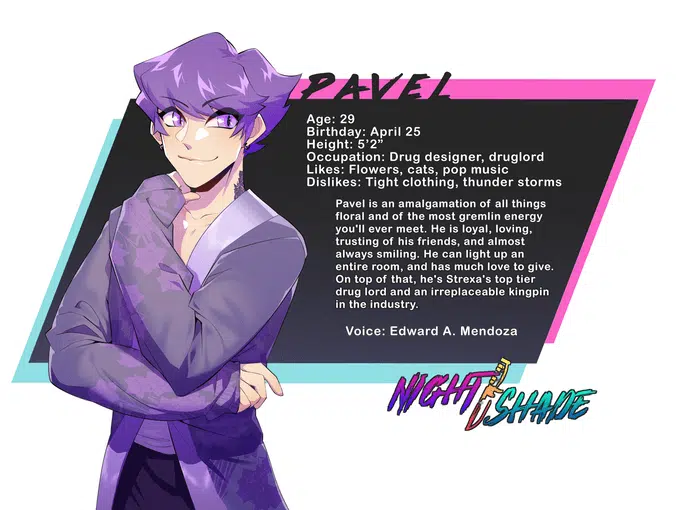 PAVEL
Age: 29
Birthday: April 25
Height: 5'2”
Occupation: Drug designer, druglord
Likes: Flowers, cats, pop music
Dislikes: Tight clothing, thunder storms
Pavel is an amalgamation of all things
floral and of the most gremlin energy
you'll ever meet. He is loyal, loving,
trusting of his friends, and almost
always smiling. He can light up an
entire room, and has much love to give.
On top of that, he's Strexa's top tier
drug lord and an irreplaceable kingpin
in the industry.
Voice: Edward A. Mendoza
NIGHT SHADE